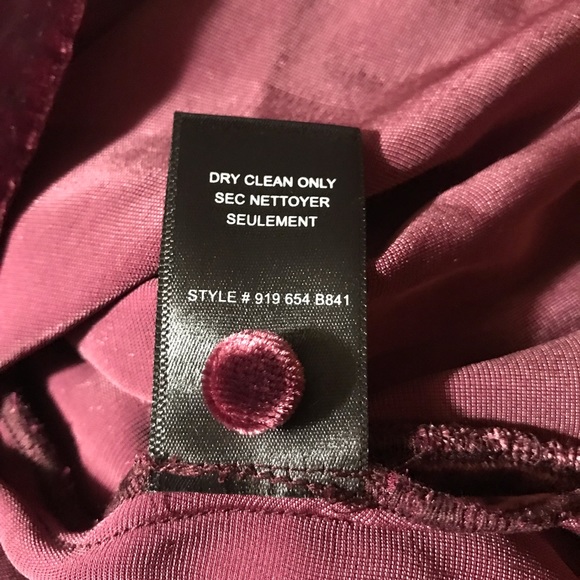 DRY CLEAN ONLY
SEC NETTOYER
SEULEMENT
STYLE # 919 654 B841